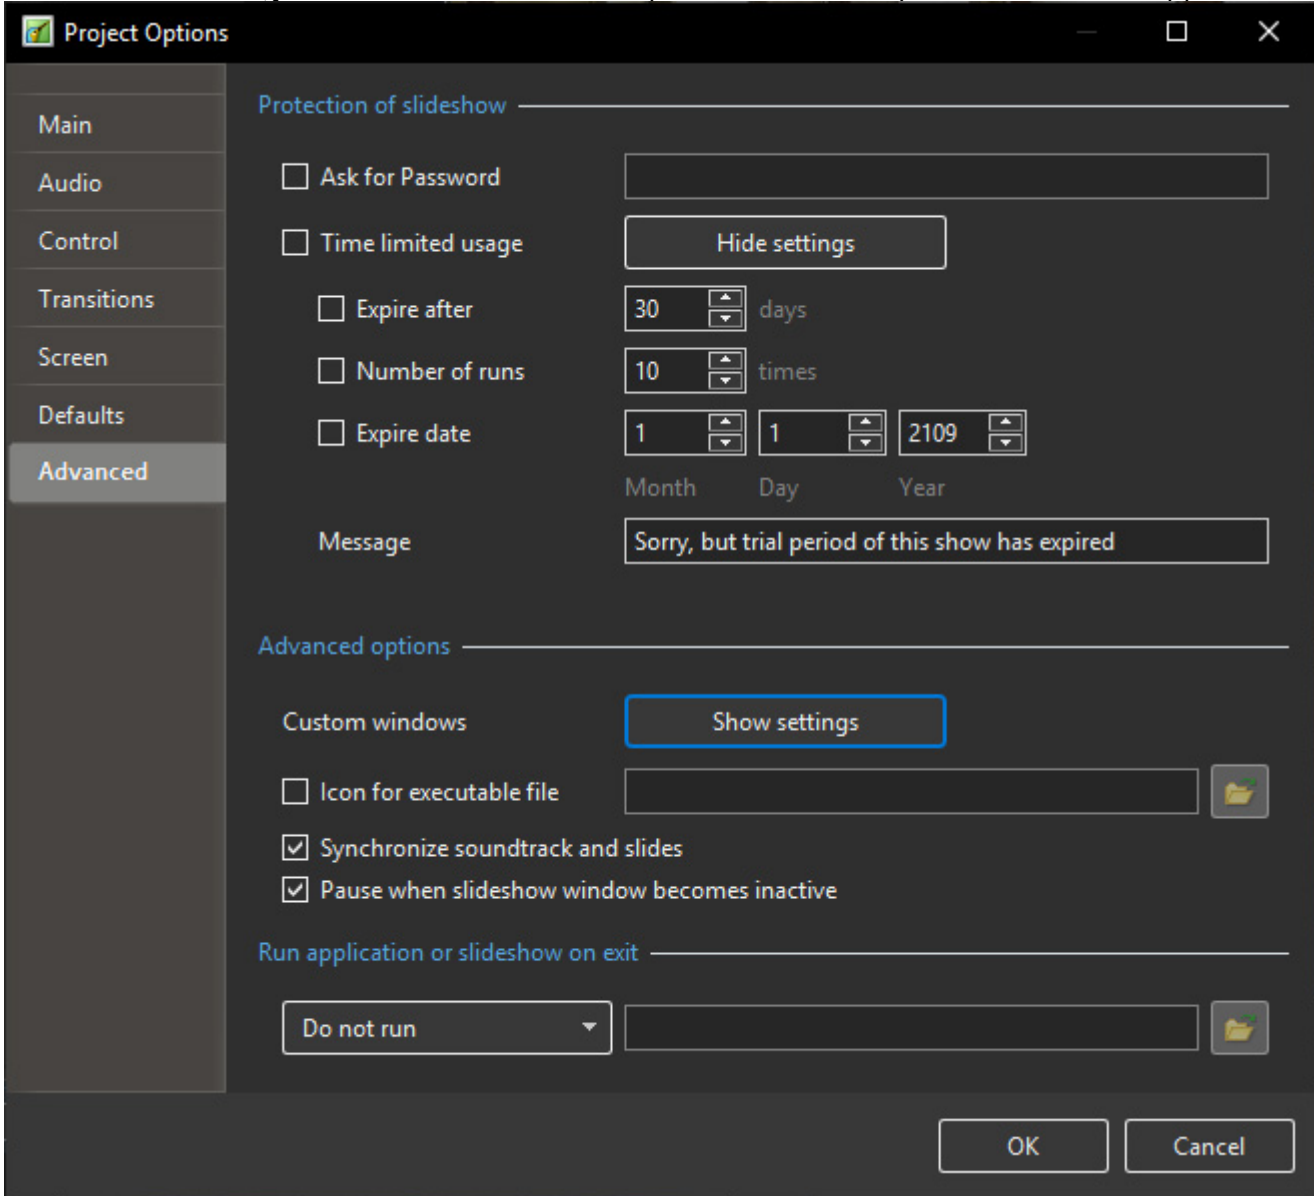 Project Options
Main
Audio
Control
Transitions
Screen
Defaults
Advanced
Protection of slideshow
Ask for Password
Time limited usage Hide settings
Expire after 30 days
Number of runs 10 times
Expire date 1 1 2109
Month Day Year
Message Sorry, but trial period of this show has expired
Advanced options
Custom windows Show settings
Icon for executable file
Synchronize soundtrack and slides
Pause when slideshow window becomes inactive
Run application or slideshow on exit
Do not run
OK Cancel